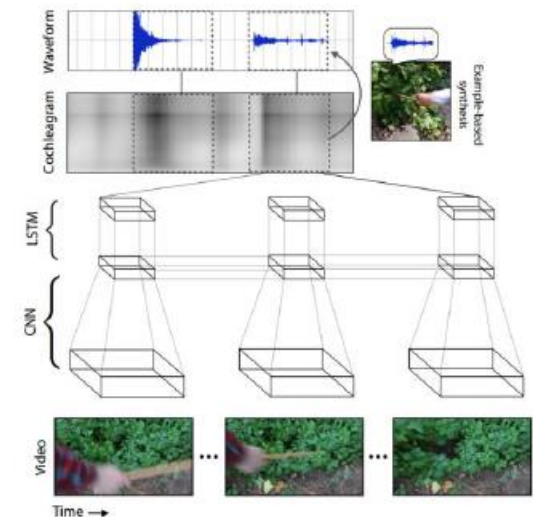 Waveform
Cochleagram
Example-based
synthesis
LSTM
CNN
Video
...
...
Time →